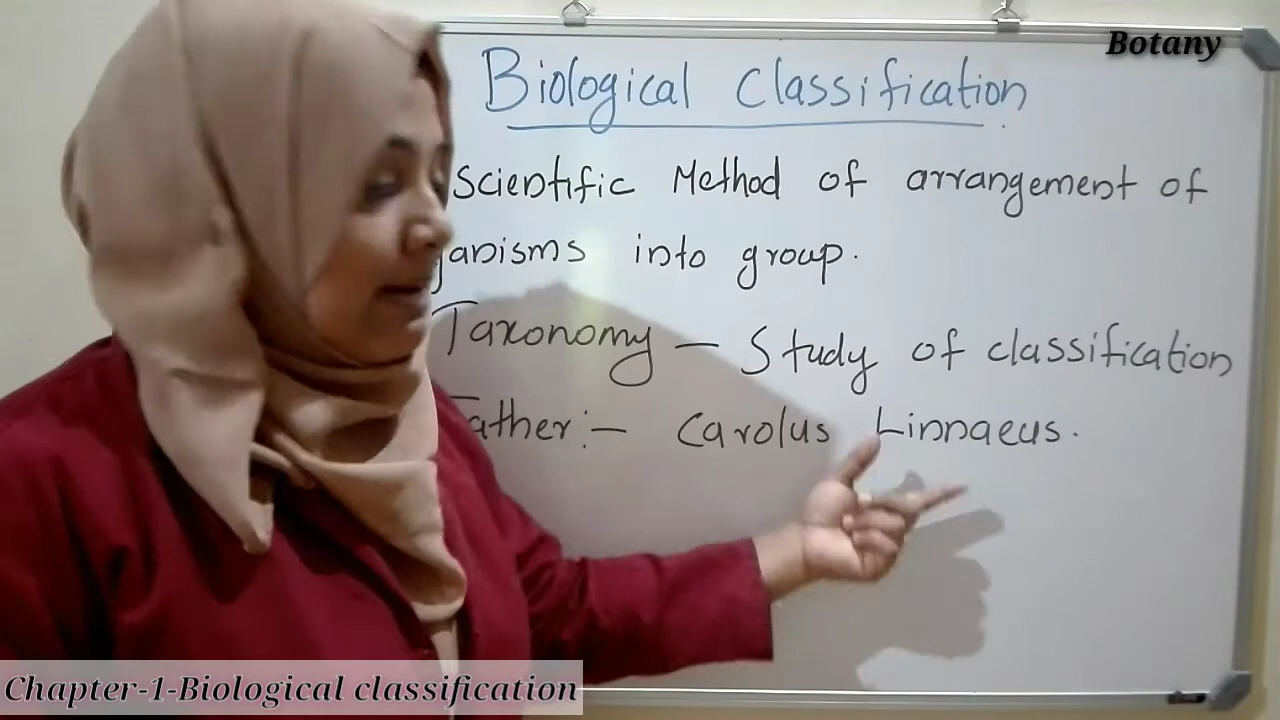 Botany
Biological Classification
Scientific Method of arrangement of
ganisms into group.
Taxonomy – Study of classification
Father:– Carolus Linnaeus.
Chapter-1-Biological classification